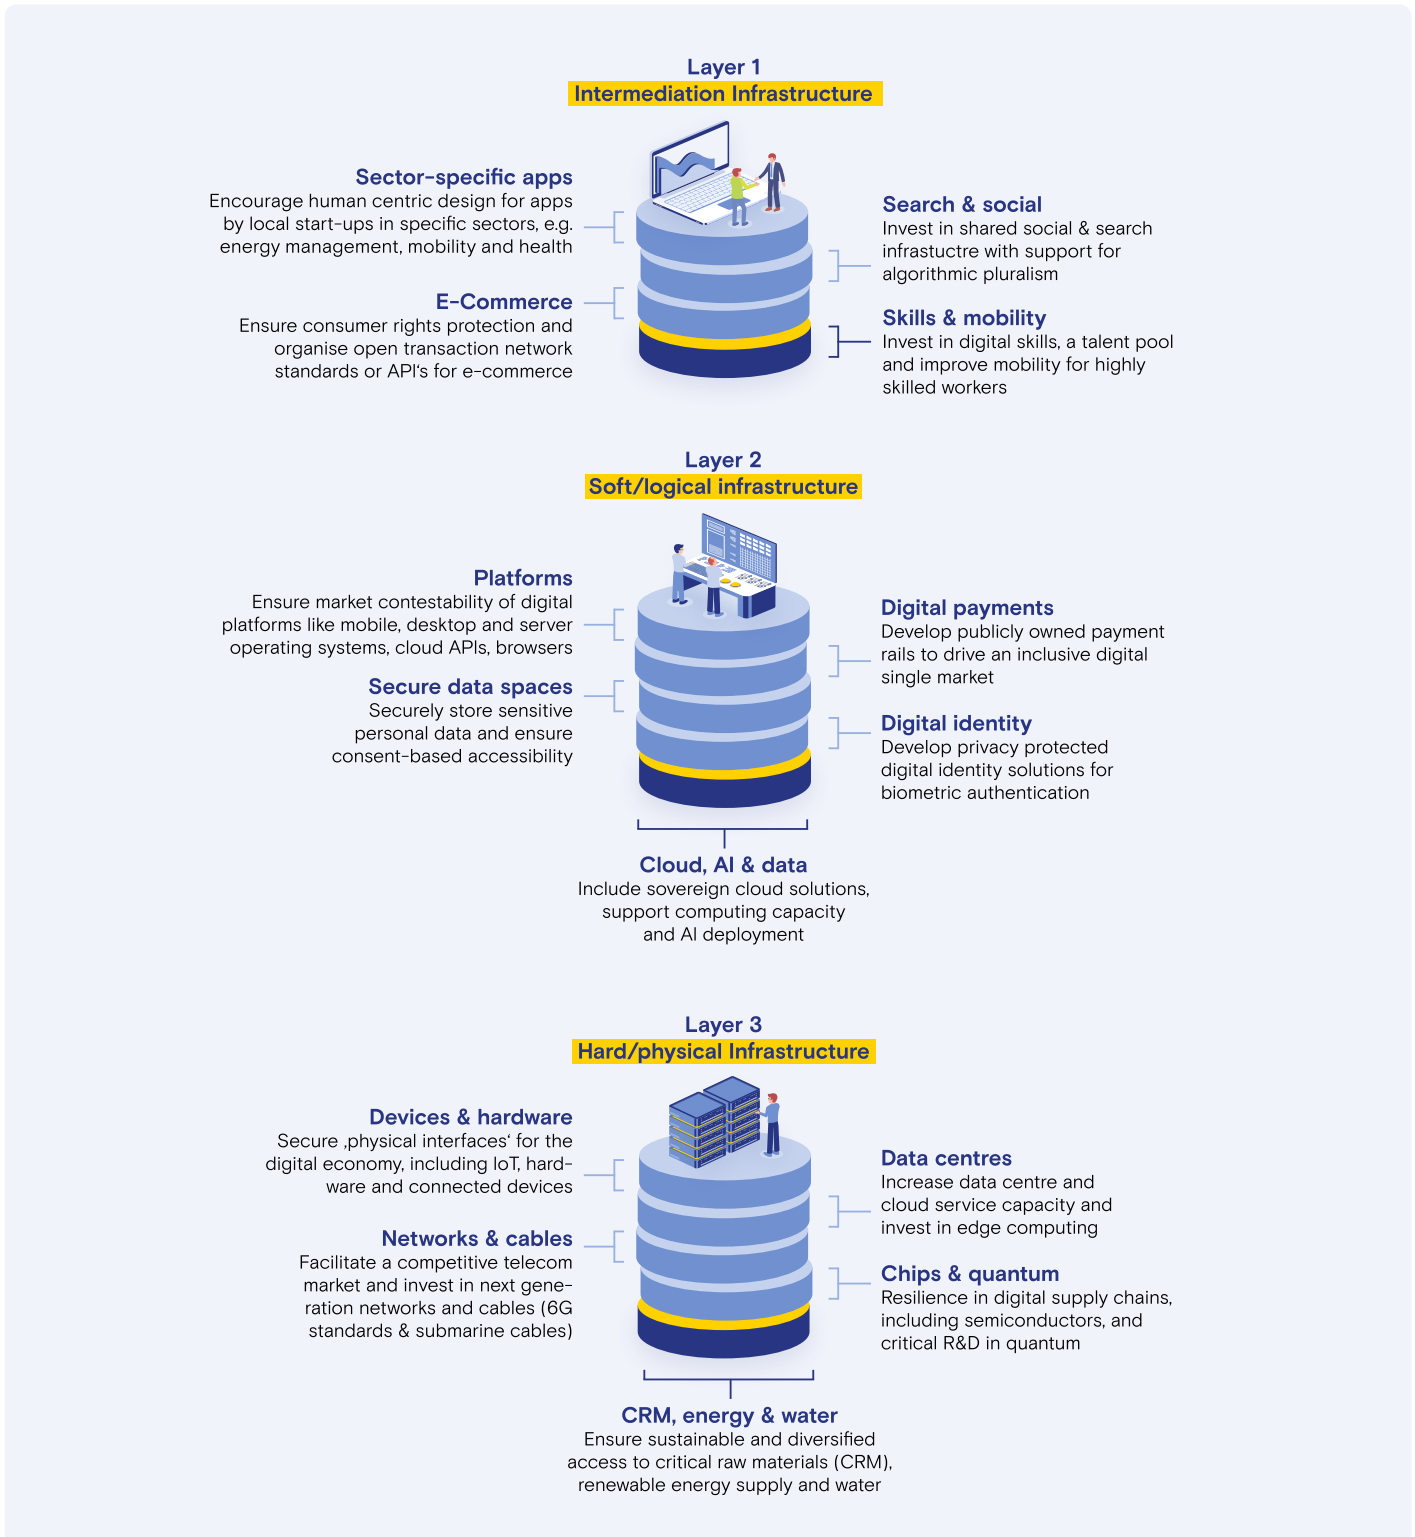 Layer 1
Intermediation Infrastructure
Sector-specific apps
Encourage human centric design for apps
by local start-ups in specific sectors, e.g.
energy management, mobility and health
Search & social
Invest in shared social & search
infrastuctre with support for
algorithmic pluralism
E-Commerce
Ensure consumer rights protection and
organise open transaction network
standards or API‘s for e-commerce
Skills & mobility
Invest in digital skills, a talent pool
and improve mobility for highly
skilled workers
Layer 2
Soft/logical infrastructure
Platforms
Ensure market contestability of digital
platforms like mobile, desktop and server
operating systems, cloud APIs, browsers
Digital payments
Develop publicly owned payment
rails to drive an inclusive digital
single market
Secure data spaces
Securely store sensitive
personal data and ensure
consent-based accessibility
Digital identity
Develop privacy protected
digital identity solutions for
biometric authentication
Cloud, AI & data
Include sovereign cloud solutions,
support computing capacity
and AI deployment
Layer 3
Hard/physical Infrastructure
Devices & hardware
Secure ‚physical interfaces‘ for the
digital economy, including IoT, hard-
ware and connected devices
Data centres
Increase data centre and
cloud service capacity and
invest in edge computing
Networks & cables
Facilitate a competitive telecom
market and invest in next gene-
ration networks and cables (6G
standards & submarine cables)
Chips & quantum
Resilience in digital supply chains,
including semiconductors, and
critical R&D in quantum
CRM, energy & water
Ensure sustainable and diversified
access to critical raw materials (CRM),
renewable energy supply and water